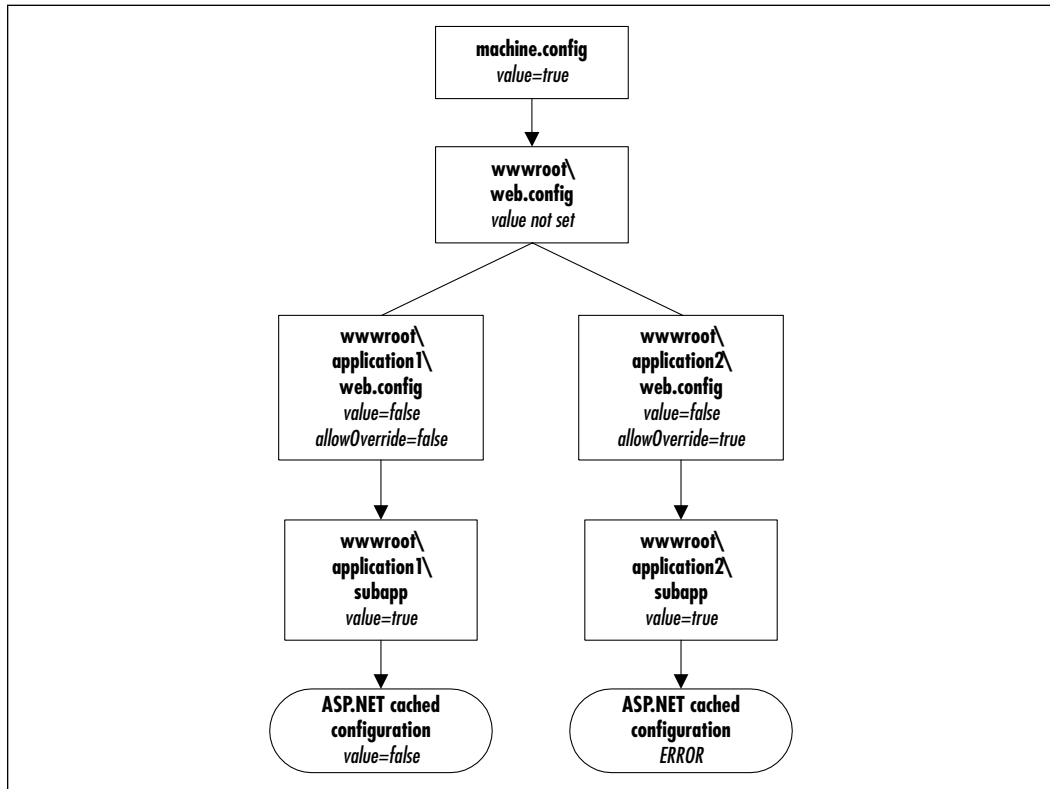 machine.config
value=true
wwwroot\
web.config
value not set
wwwroot\
application1\
web.config
value=false
allowOverride=false
wwwroot\
application2\
web.config
value=false
allowOverride=true
wwwroot\
application1\
subapp
value=true
wwwroot\
application2\
subapp
value=true
ASP.NET cached
configuration
value=false
ASP.NET cached
configuration
ERROR